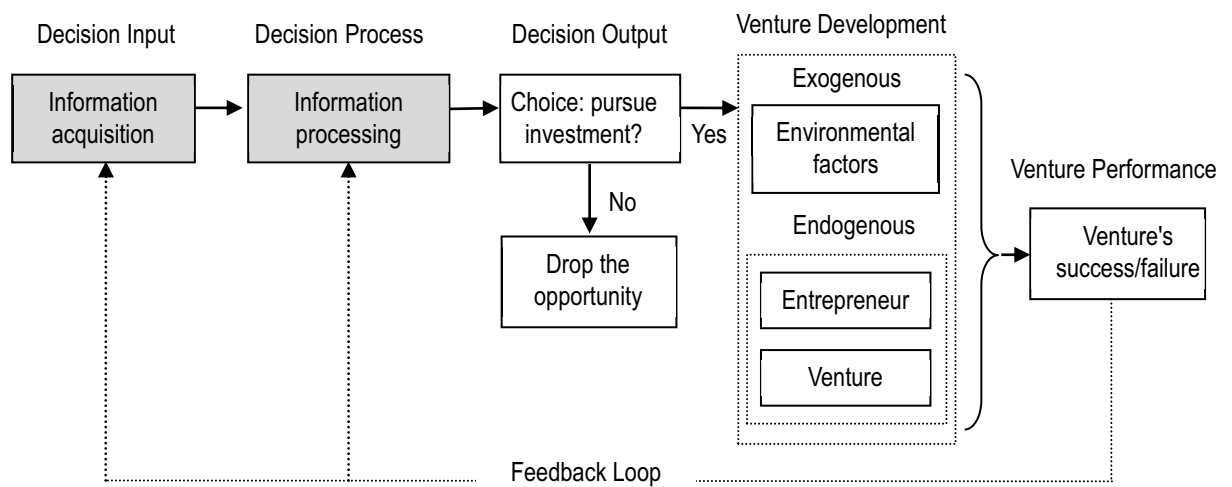 Decision Input
Decision Process
Decision Output
Venture Development
Information
acquisition
Information
processing
Choice: pursue
investment?
Yes
No
Drop the
opportunity
Exogenous
Environmental
factors
Endogenous
Entrepreneur
Venture
Venture Performance
Venture's
success/failure
Feedback Loop